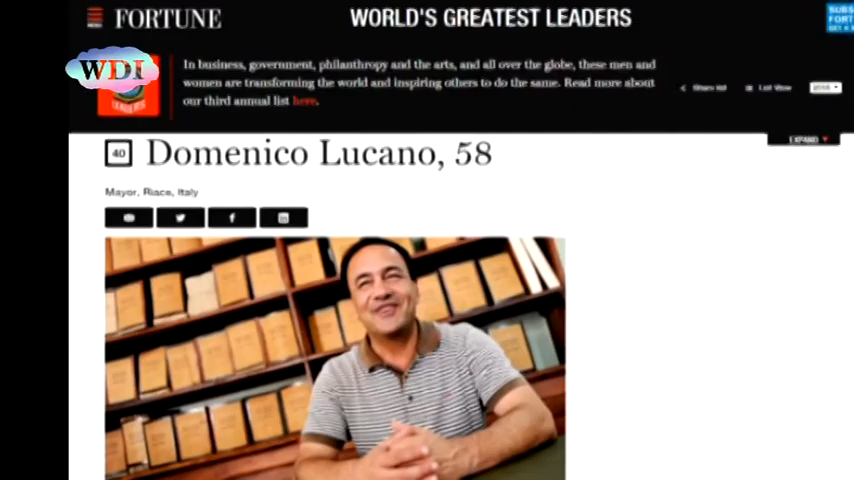 FORTUNE
WORLD'S GREATEST LEADERS
WDI
In business, government, philanthropy and the arts, and all over the globe, these men and
women are transforming the world and inspiring others to do the same. Read more about
our third annual list here.
List View
EXPAND
40 Domenico Lucano, 58
Mayor, Riace, Italy